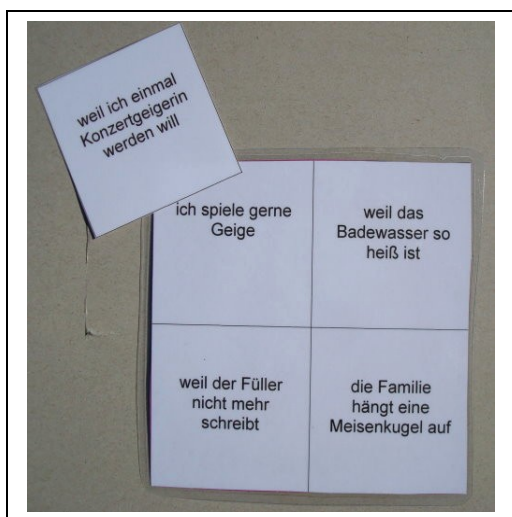 weil ich einmal
Konzertgeigerin
werden will
ich spiele gerne
Geige
weil das
Badewasser so
heiß ist
weil der Füller
nicht mehr
schreibt
die Familie
hängt eine
Meisenkugel auf